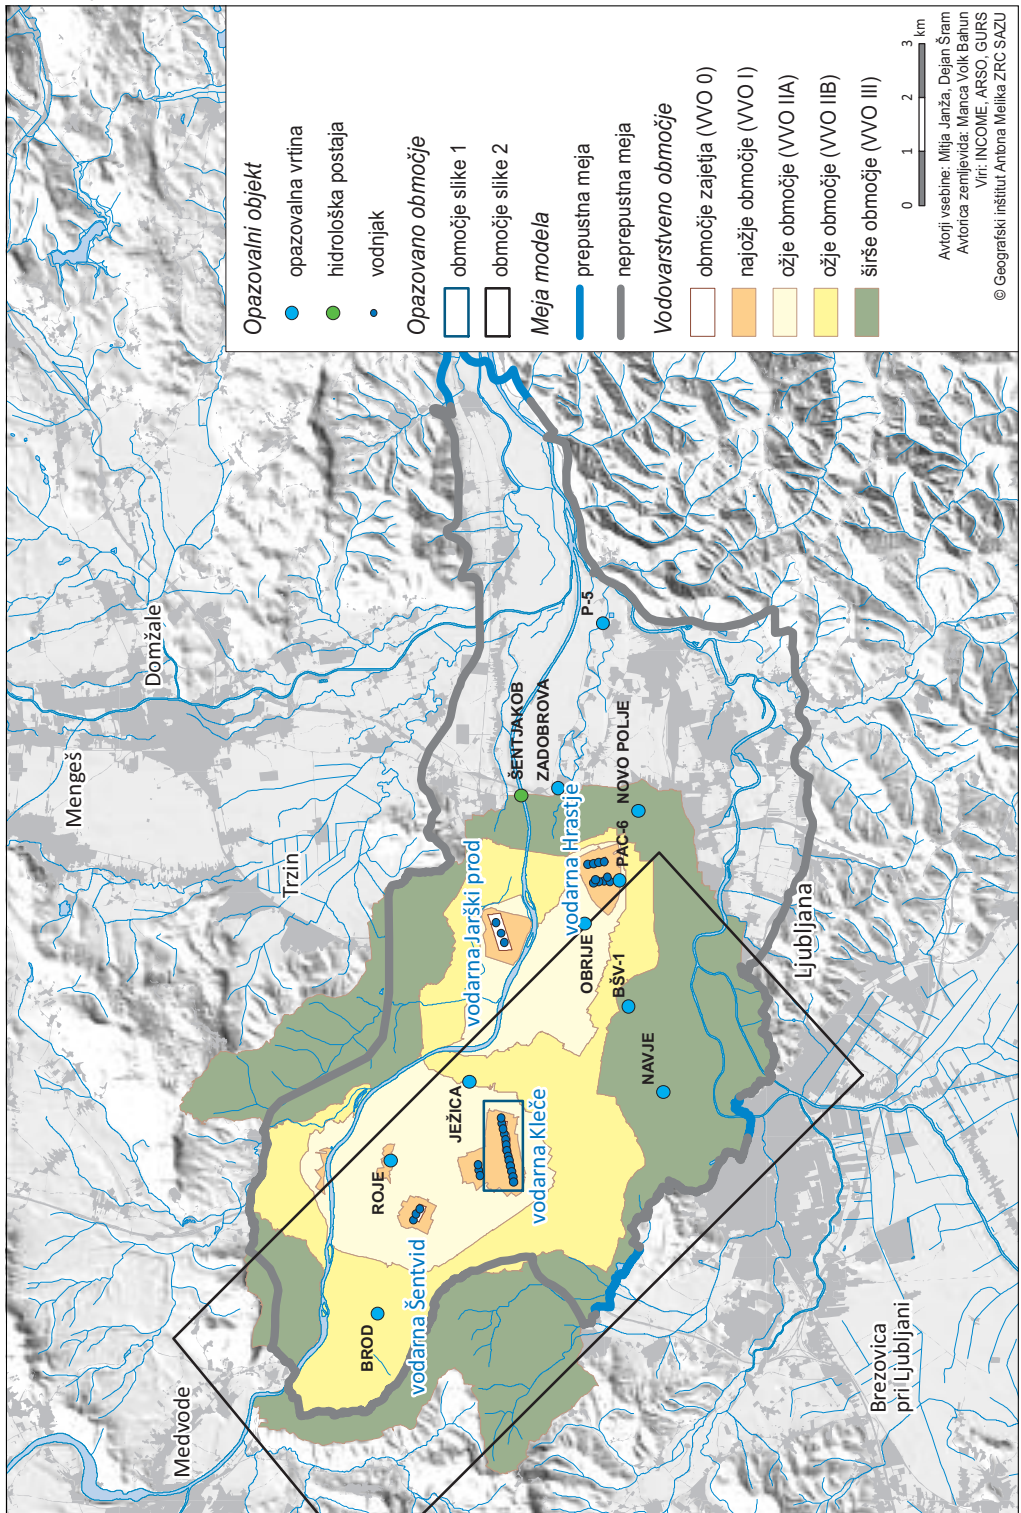 Medvode
Mengeš
Domžale
Trzin
Ljubljana
Brezovica
pri Ljubljani
BROD
ROJE
JEŽICA
OBRIJE
BŠV-1
NAVJE
PAC-6
NOVO POLJE
ŠENTJAKOB
ZADOBROVA
P-5
vodarna Šentvid
vodarna Kleče
vodarna Jarški prod
vodarna Hrastje
Opazovalni objekt
opazovalna vrtina
hidrološka postaja
vodnjak
Opazovano območje
območje slike 1
območje slike 2
Meja modela
prepustna meja
neprepustna meja
Vodovarstveno območje
območje zajetja (VVO 0)
najožje območje (VVO I)
ožje območje (VVO IIA)
ožje območje (VVO IIB)
širše območje (VVO III)
0 1 2 3 km
Avtorji vsebine: Mitja Janža, Dejan Šram
Avtorica zemljevida: Manca Volk Bahun
Viri: INCOME, ARSO, GURS
© Geografski inštitut Antona Melika ZRC SAZU